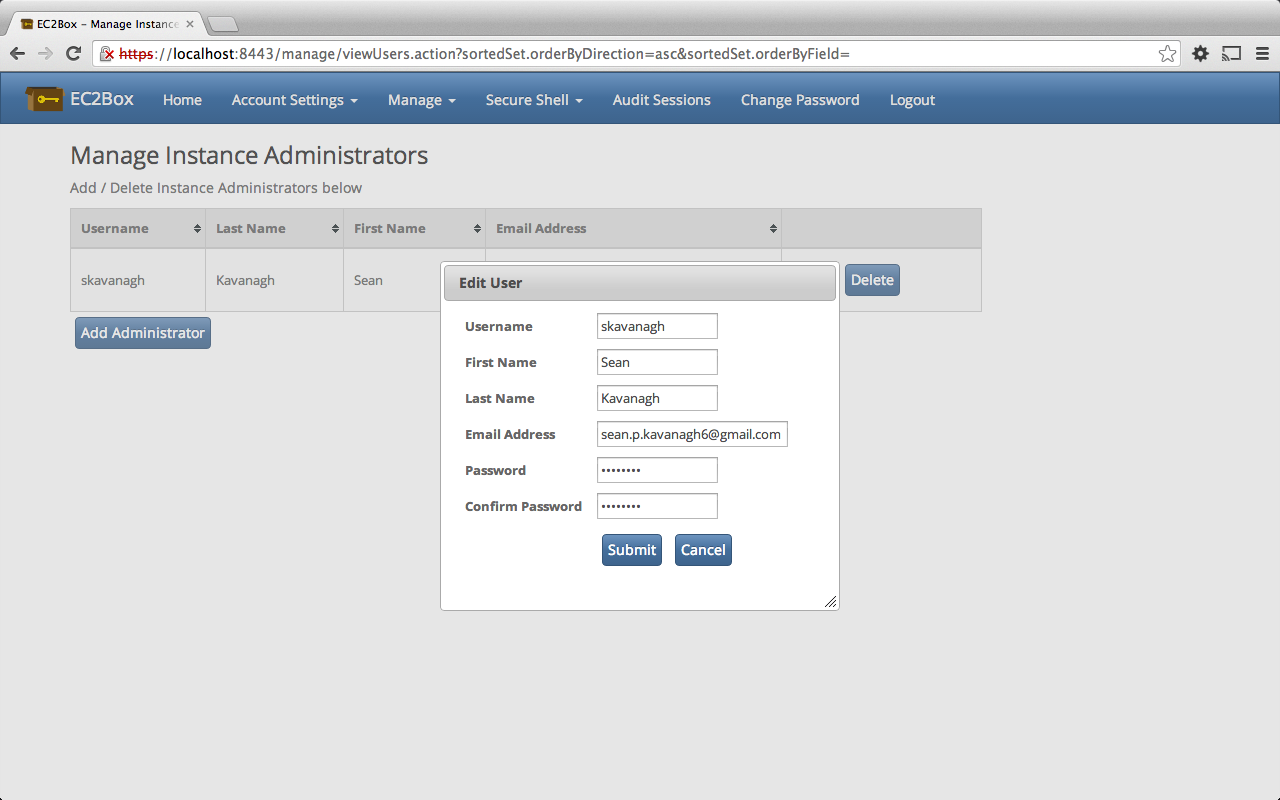 EC2Box – Manage Instance
https://localhost:8443/manage/viewUsers.action?sortedSet.orderByDirection=asc&sortedSet.orderByField=
EC2Box Home Account Settings Manage Secure Shell Audit Sessions Change Password Logout
Manage Instance Administrators
Add / Delete Instance Administrators below
Username Last Name First Name Email Address
skavanagh Kavanagh Sean Delete
Add Administrator
Edit User
Username skavanagh
First Name Sean
Last Name Kavanagh
Email Address sean.p.kavanagh6@gmail.com
Password ••••••••
Confirm Password ••••••••
Submit Cancel